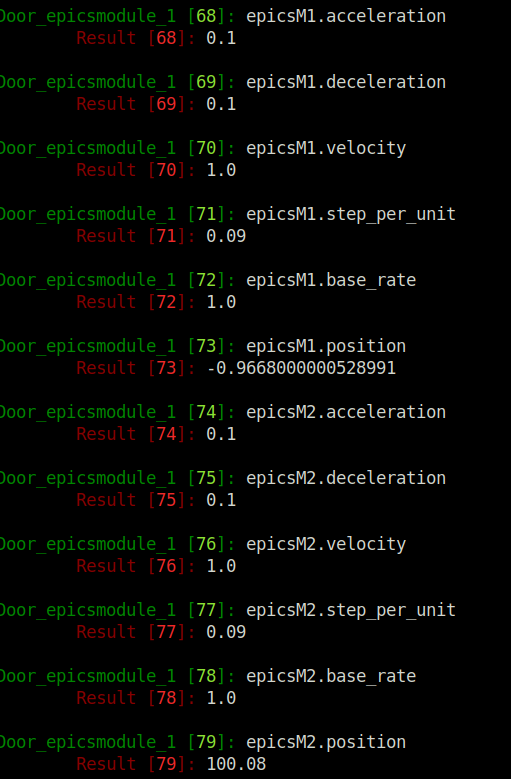 Door_epicsmodule_1 [68]: epicsM1.acceleration
Result [68]: 0.1
Door_epicsmodule_1 [69]: epicsM1.deceleration
Result [69]: 0.1
Door_epicsmodule_1 [70]: epicsM1.velocity
Result [70]: 1.0
Door_epicsmodule_1 [71]: epicsM1.step_per_unit
Result [71]: 0.09
Door_epicsmodule_1 [72]: epicsM1.base_rate
Result [72]: 1.0
Door_epicsmodule_1 [73]: epicsM1.position
Result [73]: -0.9668000000528991
Door_epicsmodule_1 [74]: epicsM2.acceleration
Result [74]: 0.1
Door_epicsmodule_1 [75]: epicsM2.deceleration
Result [75]: 0.1
Door_epicsmodule_1 [76]: epicsM2.velocity
Result [76]: 1.0
Door_epicsmodule_1 [77]: epicsM2.step_per_unit
Result [77]: 0.09
Door_epicsmodule_1 [78]: epicsM2.base_rate
Result [78]: 1.0
Door_epicsmodule_1 [79]: epicsM2.position
Result [79]: 100.08